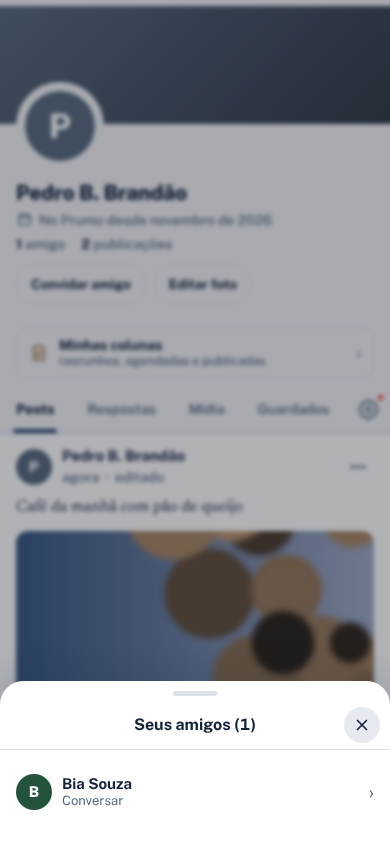 P
Pedro B. Brandão
No Prumo desde novembro de 2026
1 amigo 2 publicações
Convidar amigo Editar foto
Minhas colunas
rascunhos, agendadas e publicadas
Posts Respostas Mídia Guardados
P Pedro B. Brandão
agora · editado
Café da manhã com pão de queijo
Seus amigos (1)
B Bia Souza
Conversar